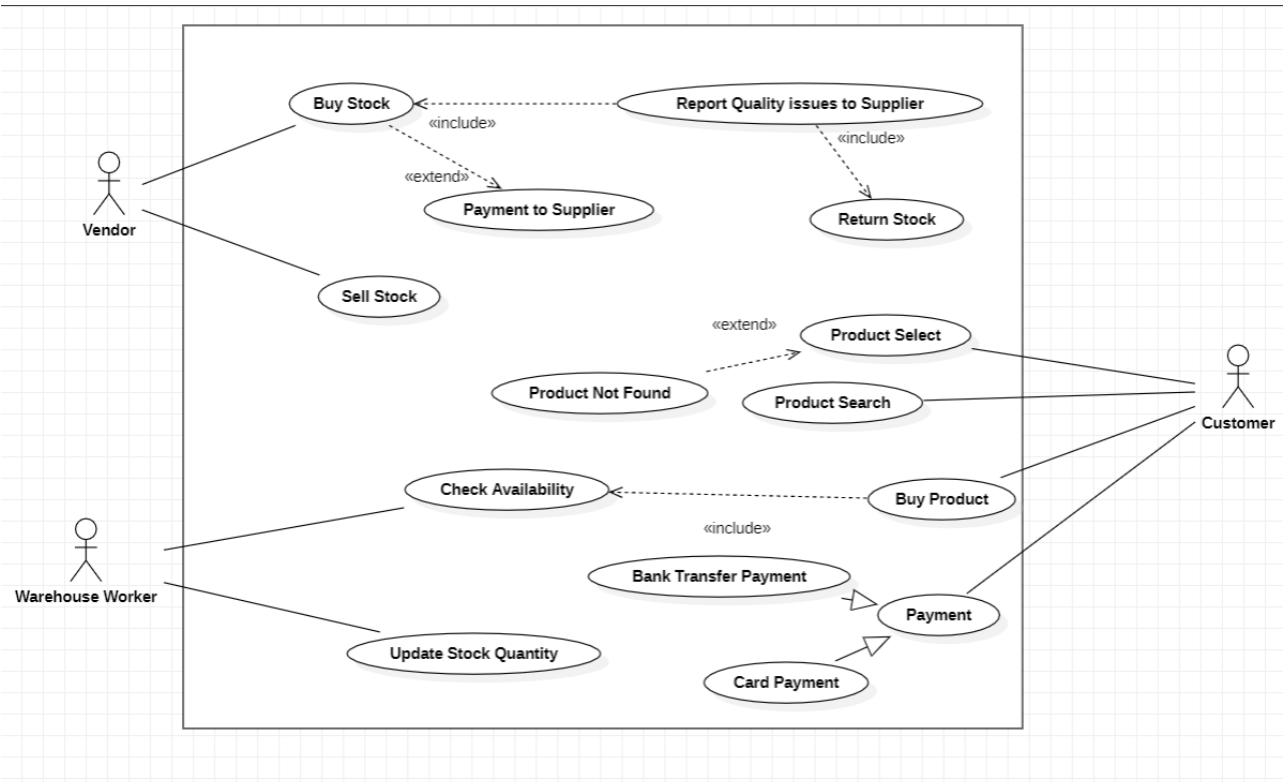 Buy Stock
Report Quality issues to Supplier
«include»
«include»
«extend»
Payment to Supplier
Return Stock
Vendor
Sell Stock
«extend»
Product Select
Product Not Found
Product Search
Customer
Check Availability
Buy Product
«include»
Bank Transfer Payment
Warehouse Worker
Payment
Update Stock Quantity
Card Payment